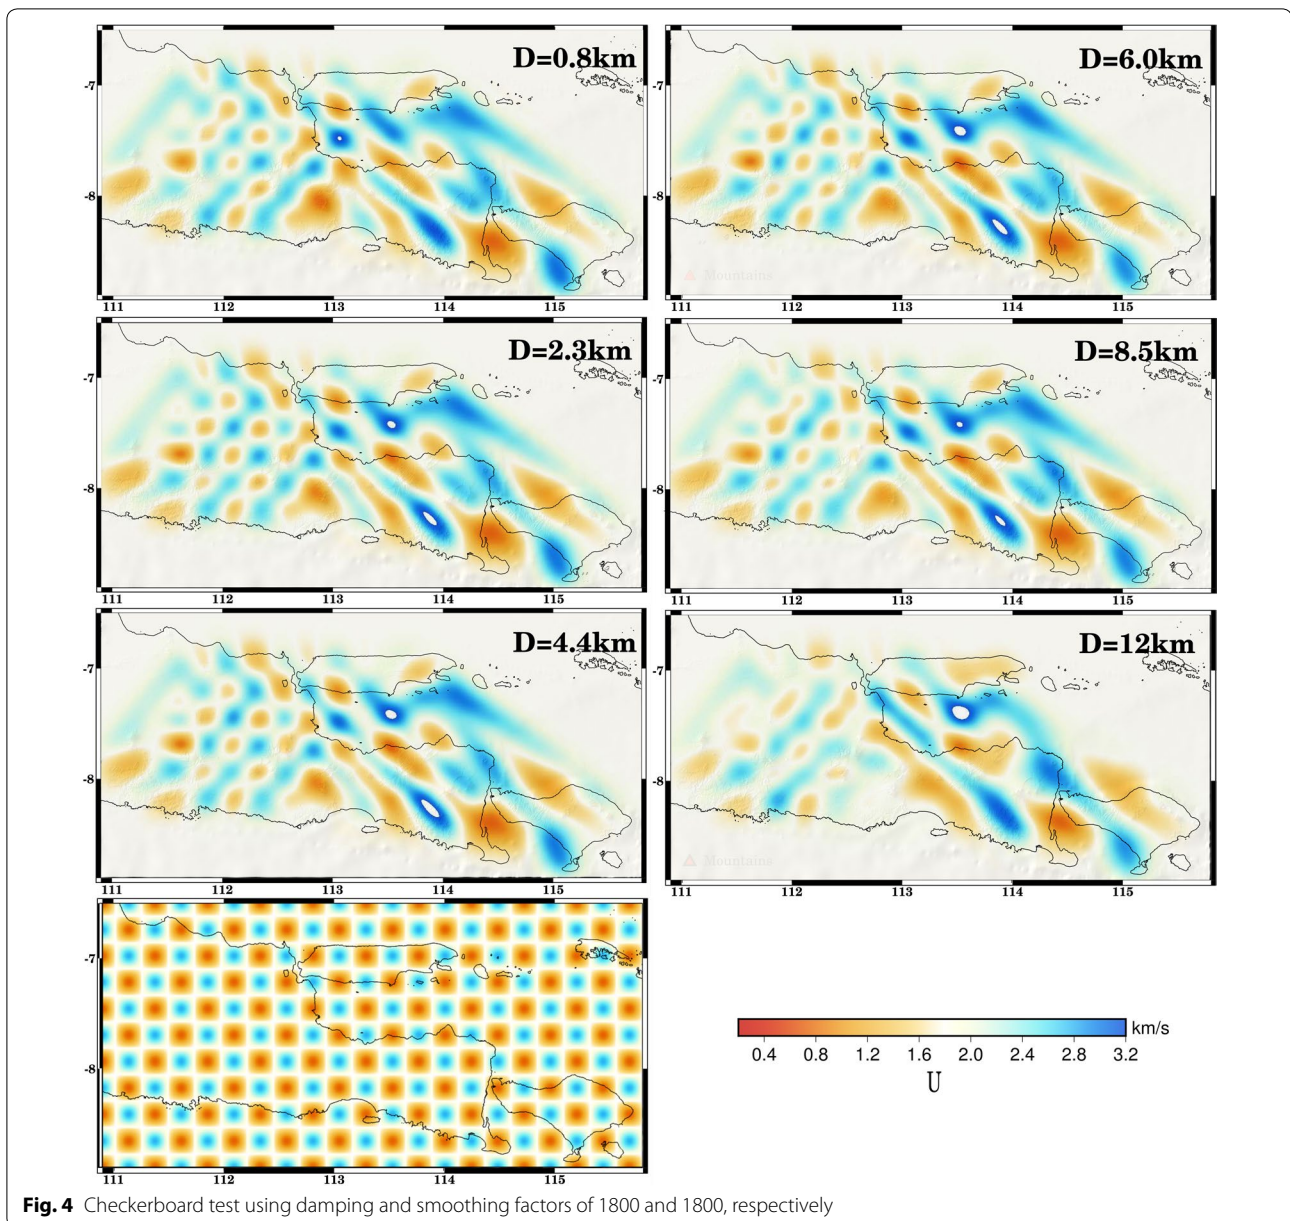 D=0.8km
-7
-8
111 112 113 114 115
D=6.0km
Mountains
112 113 114 115
111
D=2.3km
-7
-8
111 112 113 114 115
D=8.5km
111 112 113 114 115
D=4.4km
-7
-8
111 112 113 114 115
D=12km
-7
-8
Mountains
111 112 113 114 115
-7
-8
111 112 113 114 115
km/s
0.4 0.8 1.2 1.6 2.0 2.4 2.8 3.2
U
Fig. 4 Checkerboard test using damping and smoothing factors of 1800 and 1800, respectively